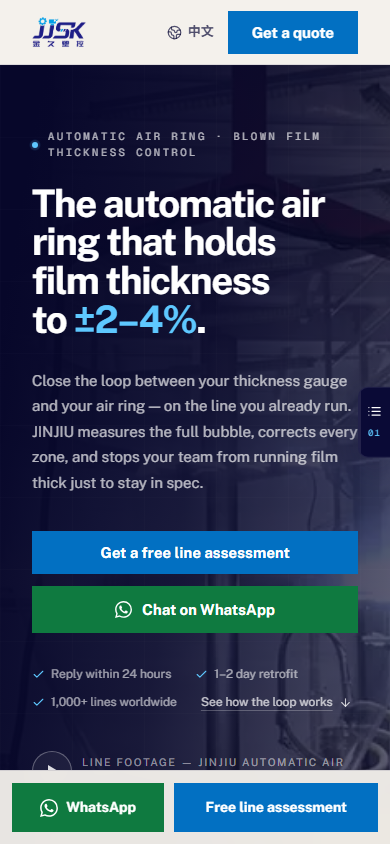 JJSK
金久慧控
中文
Get a quote
AUTOMATIC AIR RING · BLOWN FILM
THICKNESS CONTROL
The automatic air
ring that holds
film thickness
to ±2–4%.
Close the loop between your thickness gauge
and your air ring — on the line you already run.
JINJIU measures the full bubble, corrects every
zone, and stops your team from running film
thick just to stay in spec.
01
Get a free line assessment
Chat on WhatsApp
Reply within 24 hours
1–2 day retrofit
1,000+ lines worldwide
See how the loop works ↓
LINE FOOTAGE — JINJIU AUTOMATIC AIR
WhatsApp
Free line assessment